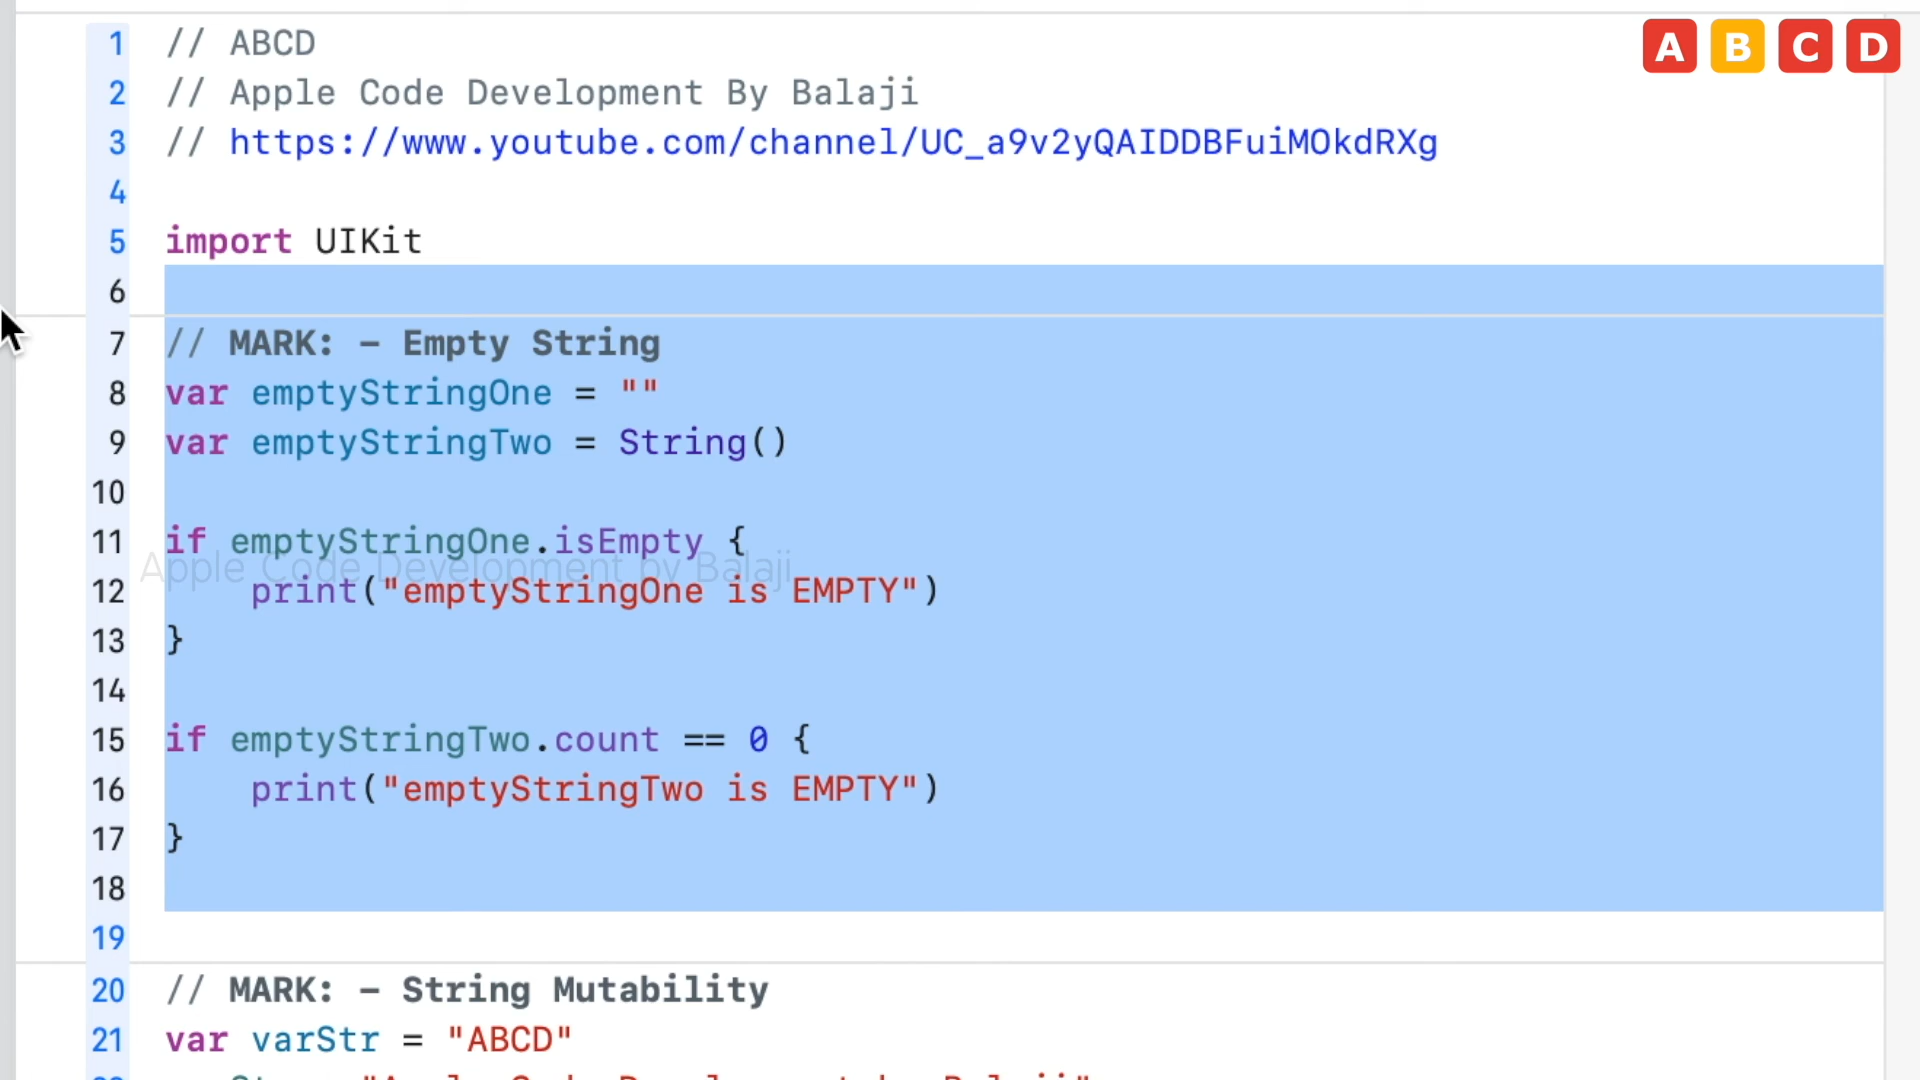 1 // ABCD
A B C D
2 // Apple Code Development By Balaji
3 // https://www.youtube.com/channel/UC_a9v2yQAIDDBFuiMOkdRXg
4
5 import UIKit
6
7 // MARK: - Empty String
8 var emptyStringOne = ""
9 var emptyStringTwo = String()
10
11 if emptyStringOne.isEmpty {
Apple Code Development by Balaji
12     print("emptyStringOne is EMPTY")
13 }
14
15 if emptyStringTwo.count == 0 {
16     print("emptyStringTwo is EMPTY")
17 }
18
19
20 // MARK: - String Mutability
21 var varStr = "ABCD"